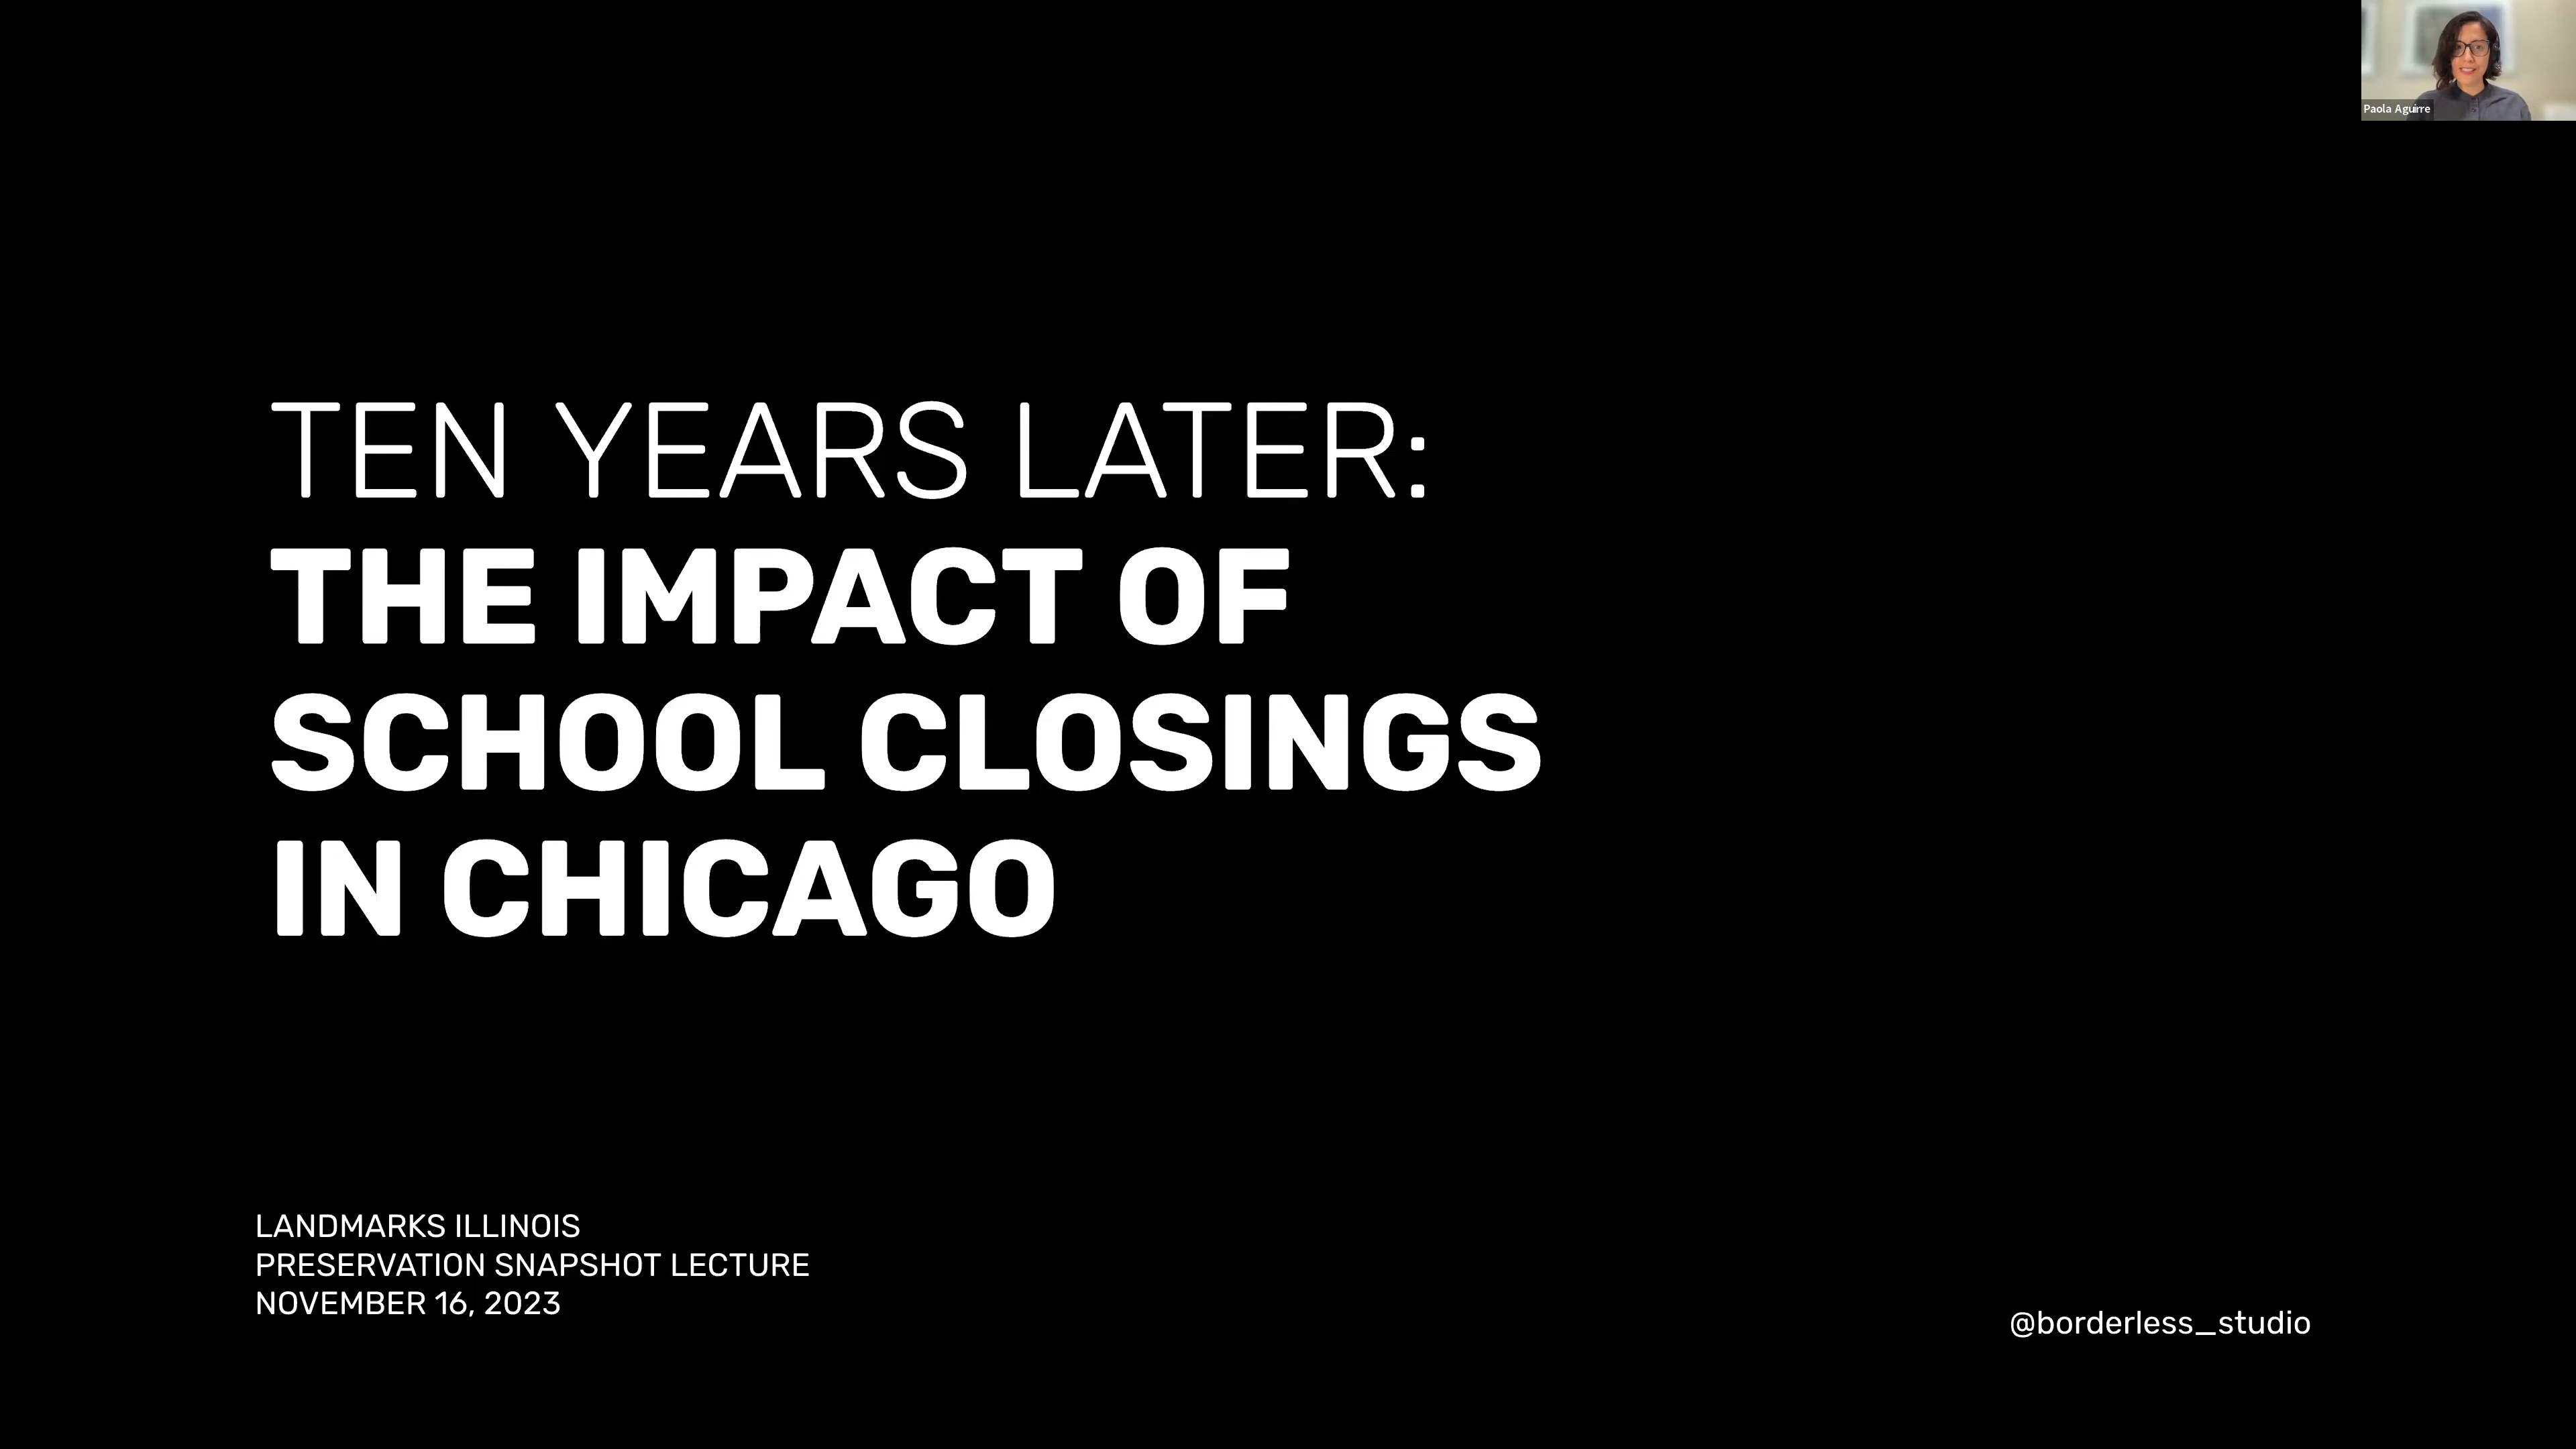 Paola Aguirre
TEN YEARS LATER:
THE IMPACT OF
SCHOOL CLOSINGS
IN CHICAGO
LANDMARKS ILLINOIS
PRESERVATION SNAPSHOT LECTURE
NOVEMBER 16, 2023
@borderless_studio